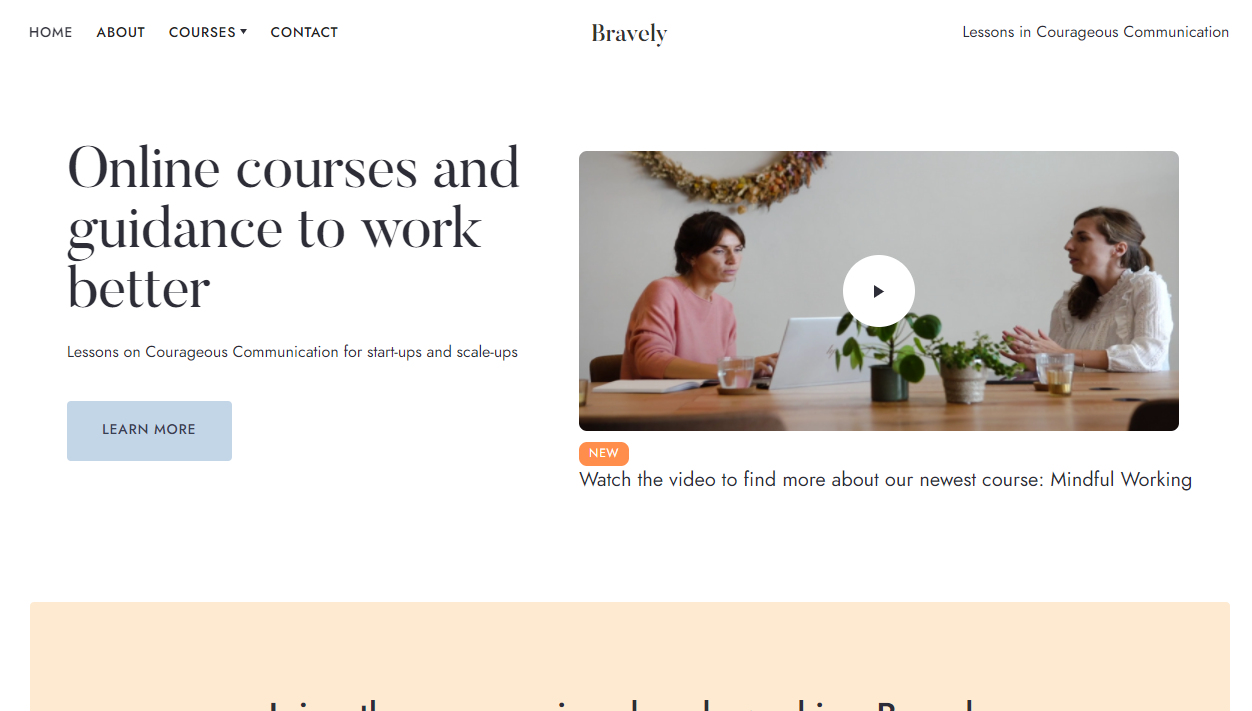 HOME ABOUT COURSES CONTACT
Bravely
Lessons in Courageous Communication
Online courses and
guidance to work
better
Lessons on Courageous Communication for start-ups and scale-ups
LEARN MORE
NEW
Watch the video to find more about our newest course: Mindful Working